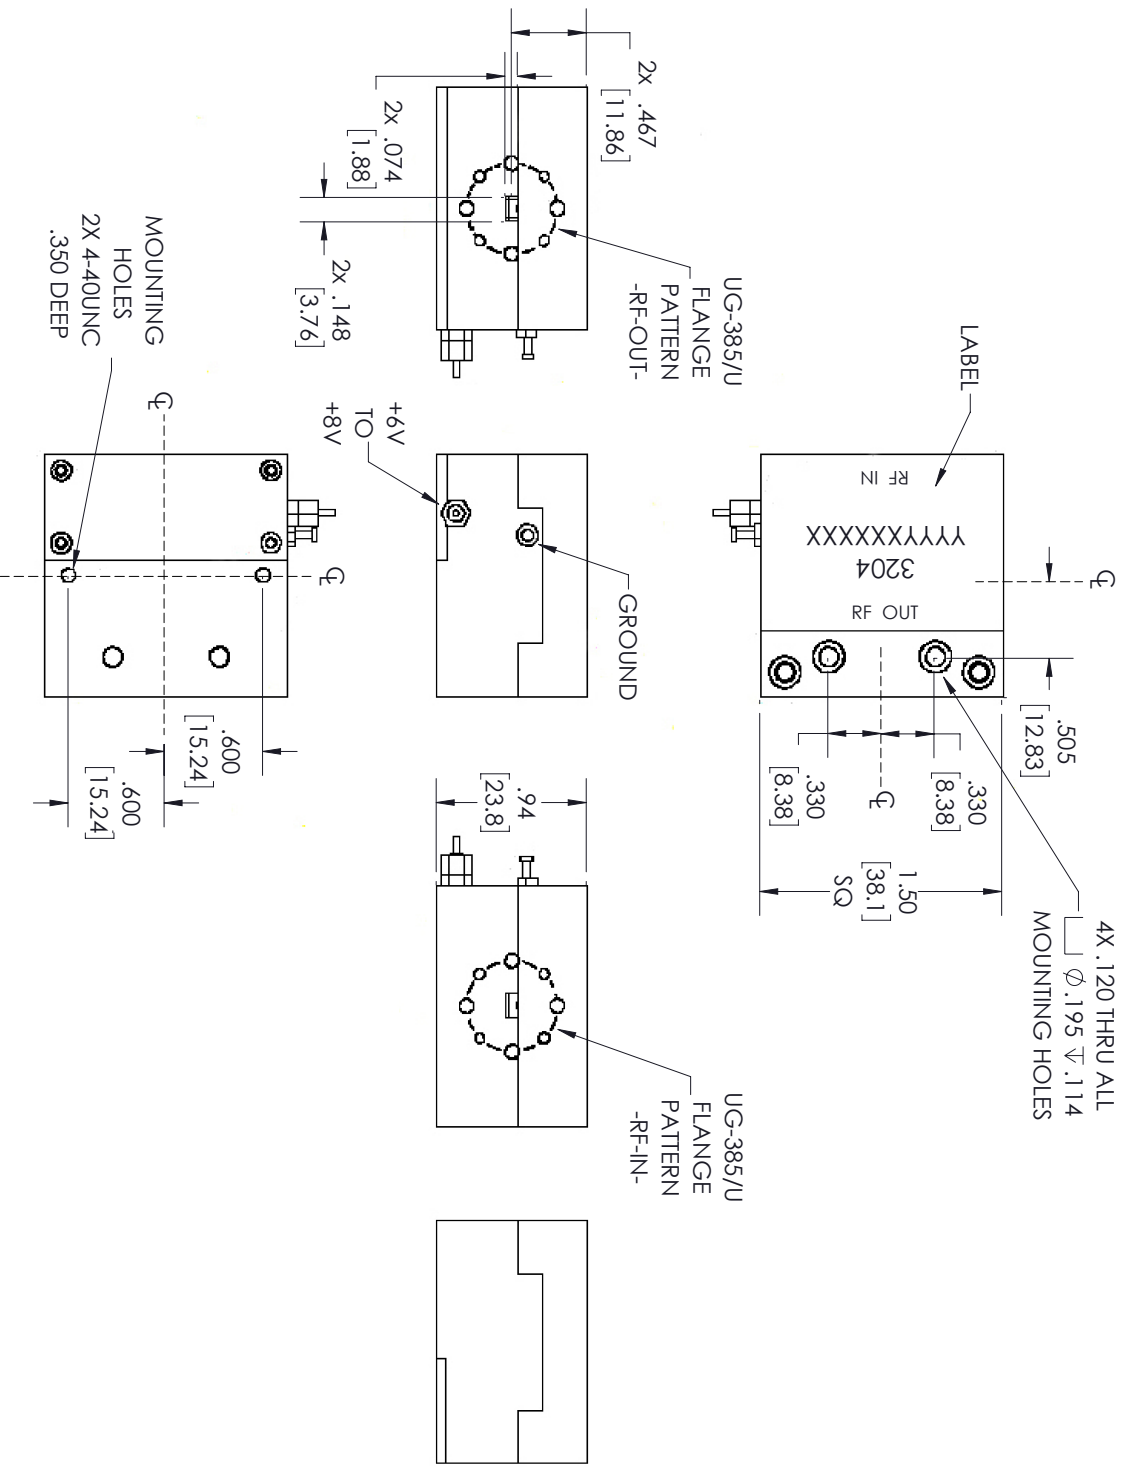 4X .120 THRU ALL
⌴ ⌀.195 ↧.114
MOUNTING HOLES
.505
[12.83]
.330
[8.38]
.330
[8.38]
1.50
[38.1]
SQ
℄
℄
LABEL
RF IN
YYYYXXXXXXX
3204
RF OUT
2x .467
[11.86]
2x .074
[1.88]
2x .148
[3.76]
UG-385/U
FLANGE
PATTERN
-RF-OUT-
+6V
TO
+8V
GROUND
.94
[23.8]
UG-385/U
FLANGE
PATTERN
-RF-IN-
MOUNTING
HOLES
2X 4-40UNC
.350 DEEP
℄
℄
.600
[15.24]
.600
[15.24]